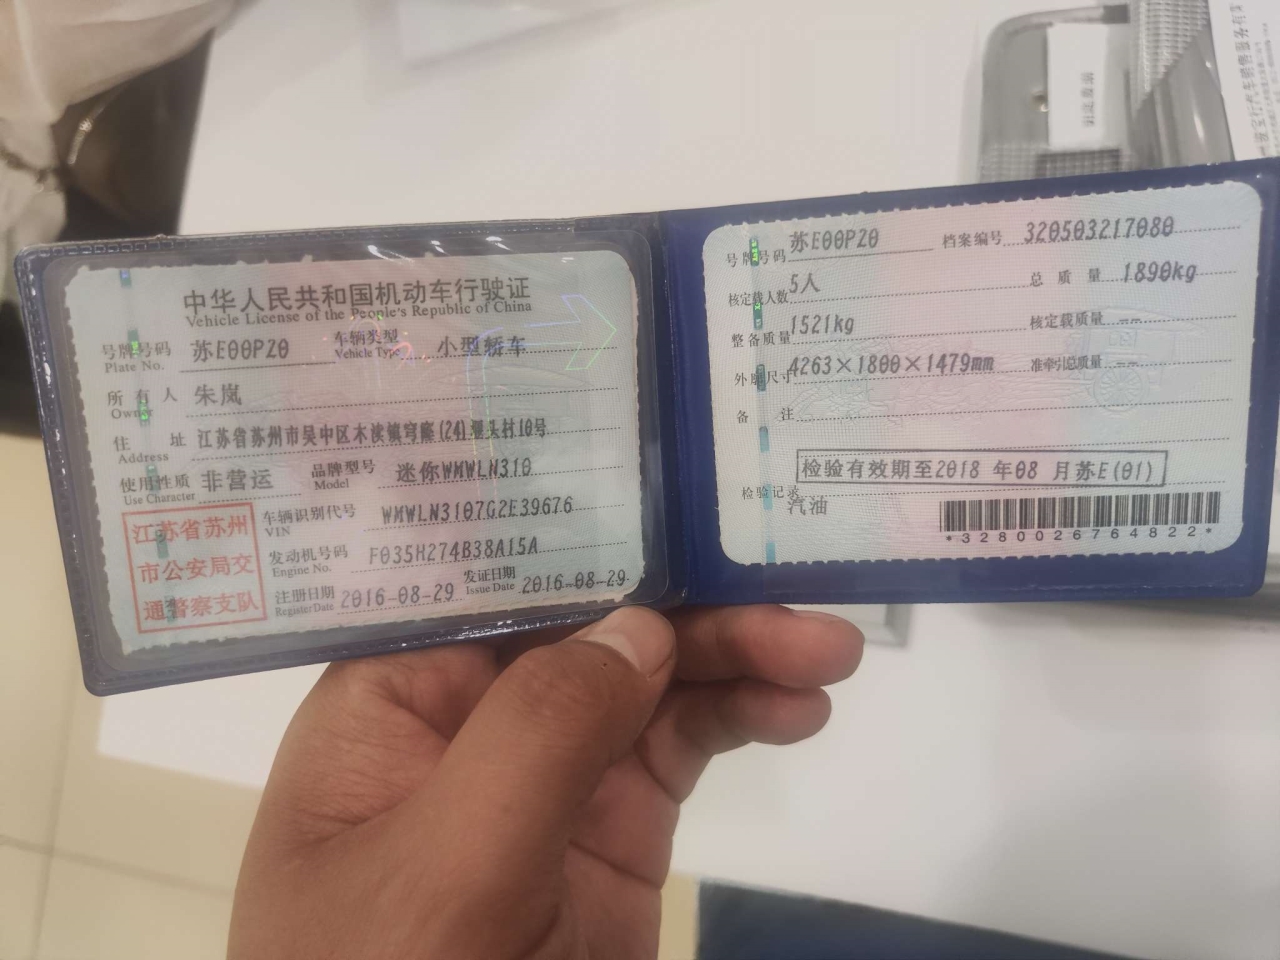 中华人民共和国机动车行驶证
Vehicle License of the People's Republic of China
号牌号码 苏E00P20 车辆类型 小型轿车
Plate No. Vehicle Type
所有人 朱岚
Owner
住址 江苏省苏州市吴中区木渎镇穹窿(24)堰头村10号
Address
使用性质 非营运 品牌型号 迷你WMWLN310
Use Character Model
江苏省苏州
市公安局交
通警察支队
车辆识别代号 WMWLN3107G2E39676
VIN
发动机号码 F035H274B38A15A
Engine No.
注册日期 2016-08-29 发证日期 2016-08-29
Register Date Issue Date
号牌号码 苏E00P20 档案编号 320503217080
核定载人数 5人 总质量 1890kg
整备质量 1521kg 核定载质量 --
外廓尺寸 4263×1800×1479mm 准牵引总质量 --
备注
检验有效期至2018 年08 月苏E(01)
检验记录
汽油
*3280026764822*